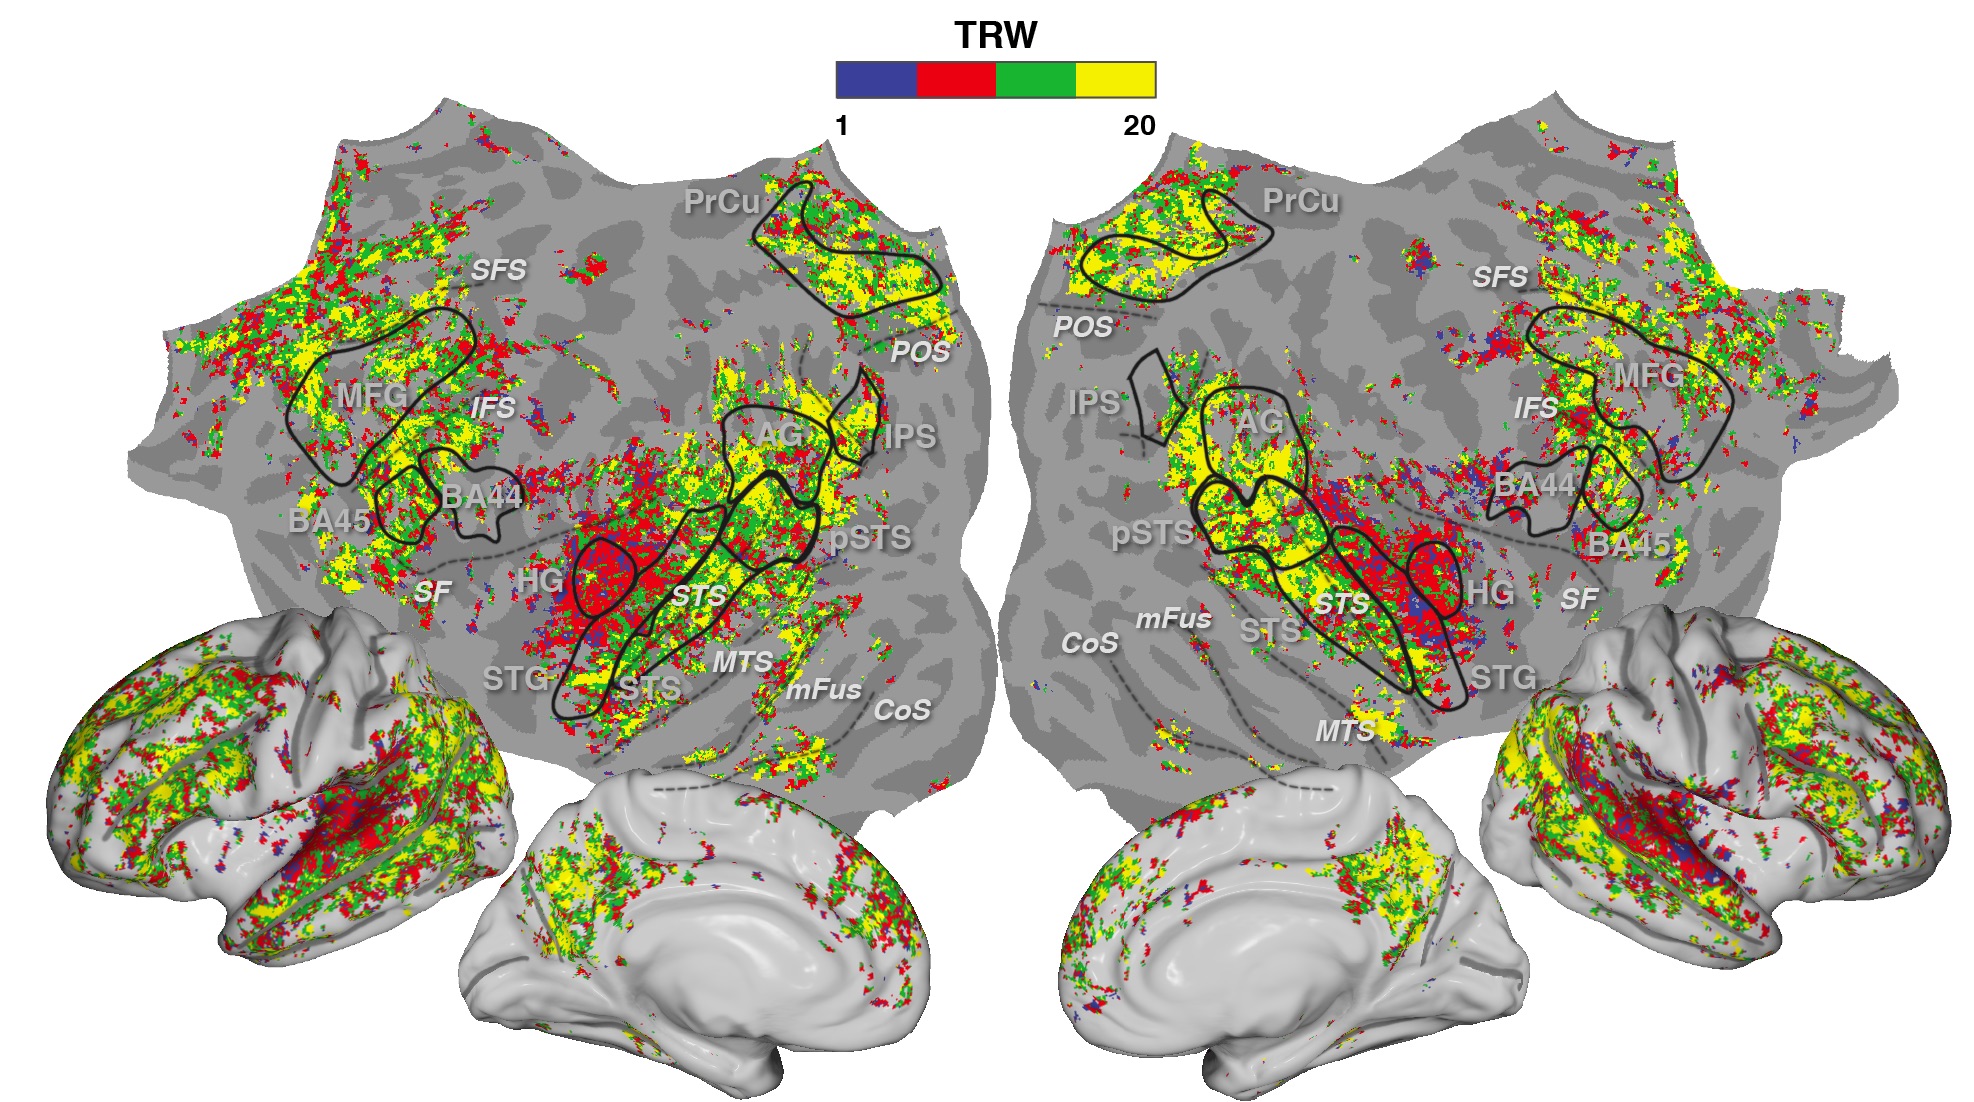 TRW
1 20
PrCu
SFS
POS
MFG
IFS
AG
IPS
BA44
BA45
pSTS
HG
SF
STS
MTS
STG
STS
mFus
CoS
PrCu
SFS
POS
MFG
IPS
IFS
AG
BA44
pSTS
BA45
HG
SF
STS
mFus
STS
CoS
STG
MTS